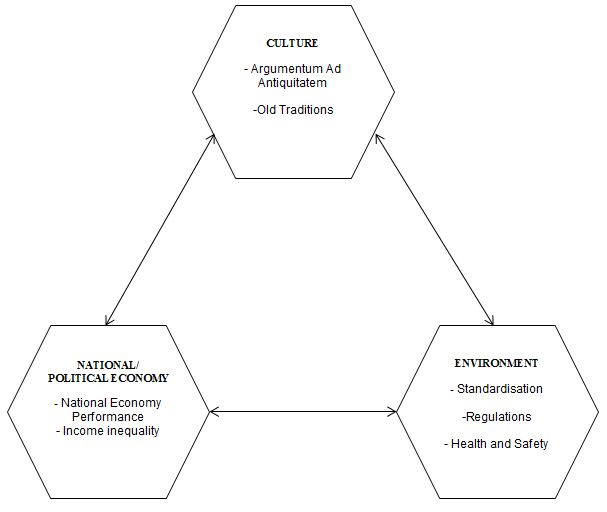 CULTURE
- Argumentum Ad
Antiquitatem
-Old Traditions
NATIONAL/
POLITICAL ECONOMY
- National Economy
Performance
- Income inequality
ENVIRONMENT
- Standardisation
-Regulations
- Health and Safety